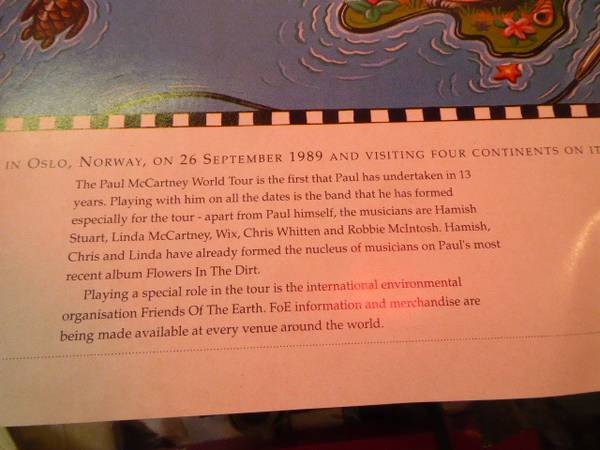 IN OSLO, NORWAY, ON 26 SEPTEMBER 1989 AND VISITING FOUR CONTINENTS ON IT
The Paul McCartney World Tour is the first that Paul has undertaken in 13
years. Playing with him on all the dates is the band that he has formed
especially for the tour - apart from Paul himself, the musicians are Hamish
Stuart, Linda McCartney, Wix, Chris Whitten and Robbie McIntosh. Hamish,
Chris and Linda have already formed the nucleus of musicians on Paul's most
recent album Flowers In The Dirt.
Playing a special role in the tour is the international environmental
organisation Friends Of The Earth. FoE information and merchandise are
being made available at every venue around the world.